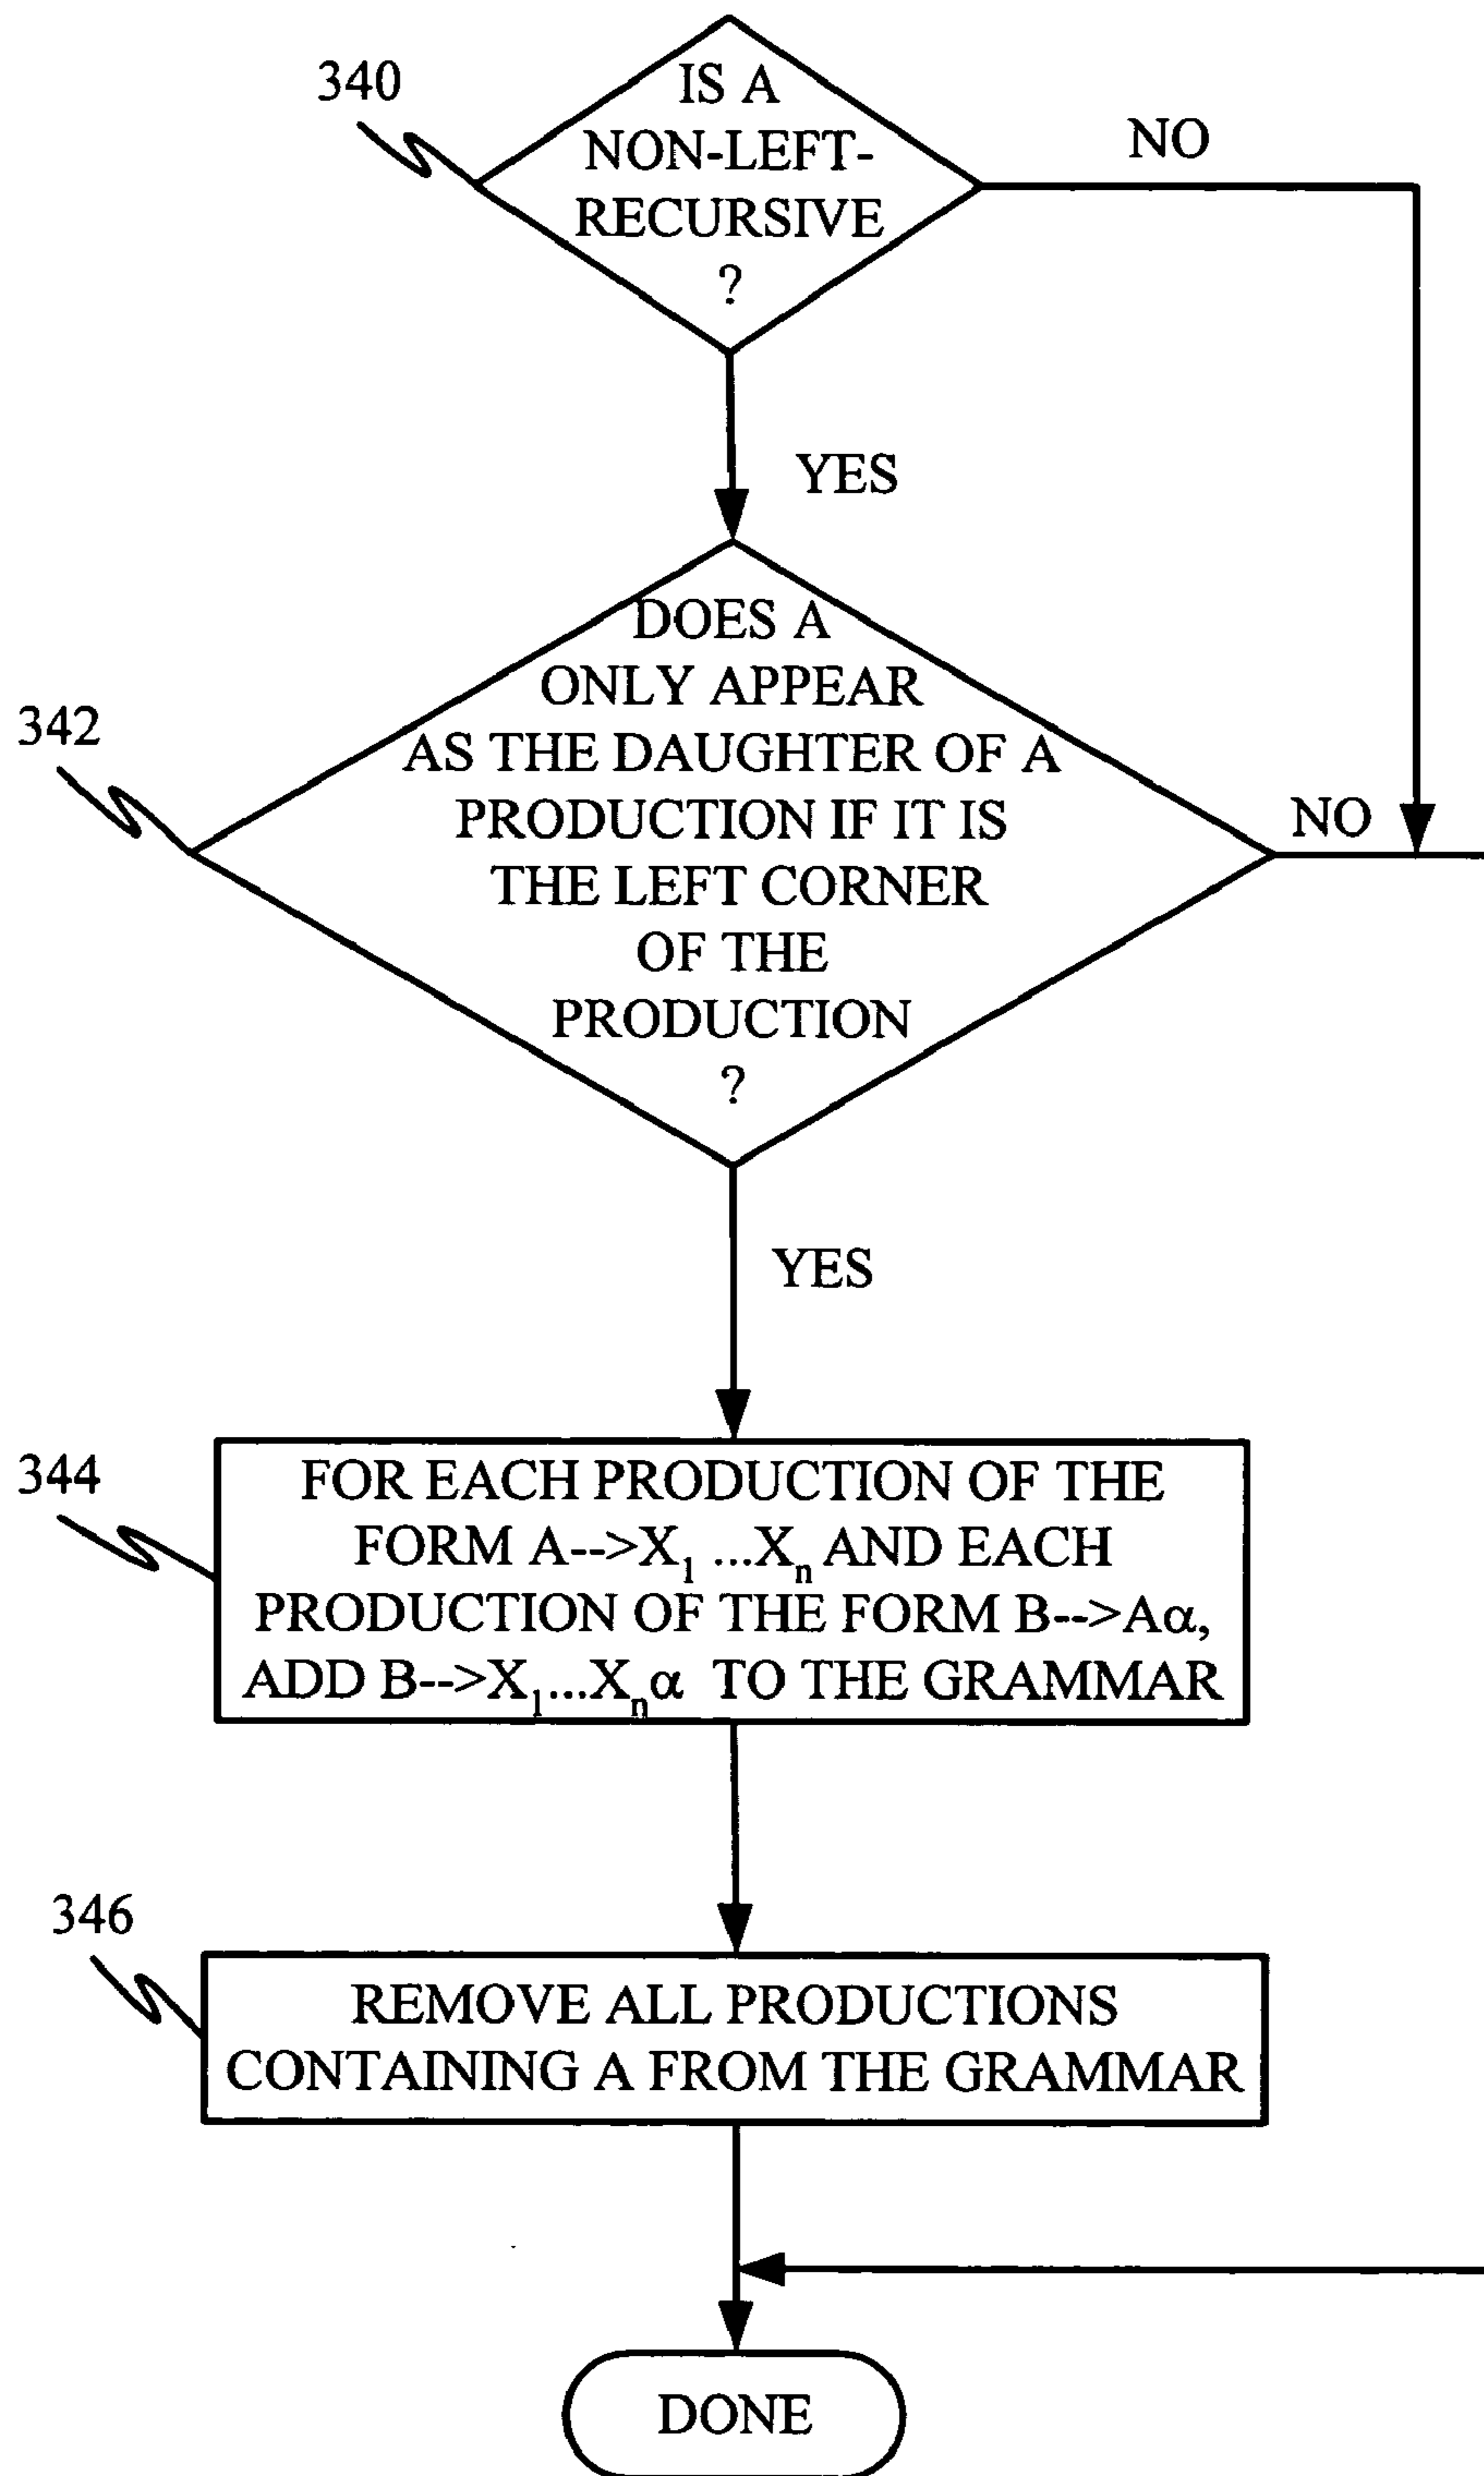 340
IS A
NON-LEFT-
RECURSIVE
?
NO
YES
342
DOES A
ONLY APPEAR
AS THE DAUGHTER OF A
PRODUCTION IF IT IS
THE LEFT CORNER
OF THE
PRODUCTION
?
NO
YES
344
FOR EACH PRODUCTION OF THE
FORM A-->X₁ ...Xₙ AND EACH
PRODUCTION OF THE FORM B-->Aα,
ADD B-->X₁...Xₙα TO THE GRAMMAR
346
REMOVE ALL PRODUCTIONS
CONTAINING A FROM THE GRAMMAR
DONE